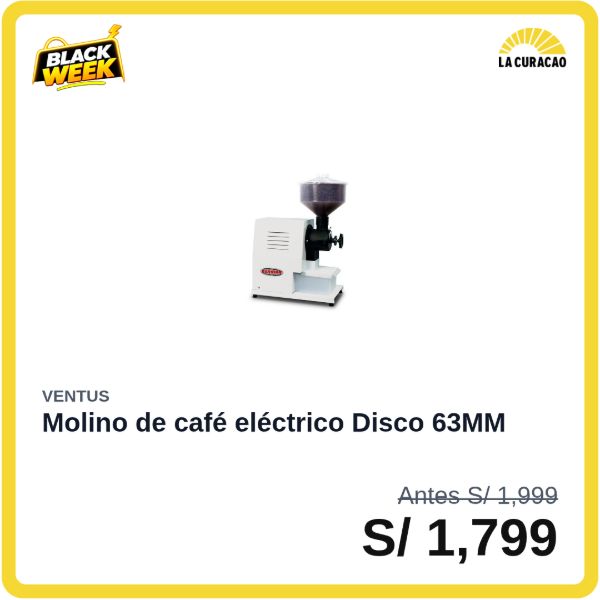 BLACK
WEEK
LA CURACAO
VENTUS
Molino de café eléctrico Disco 63MM
Antes S/ 1,999
S/ 1,799